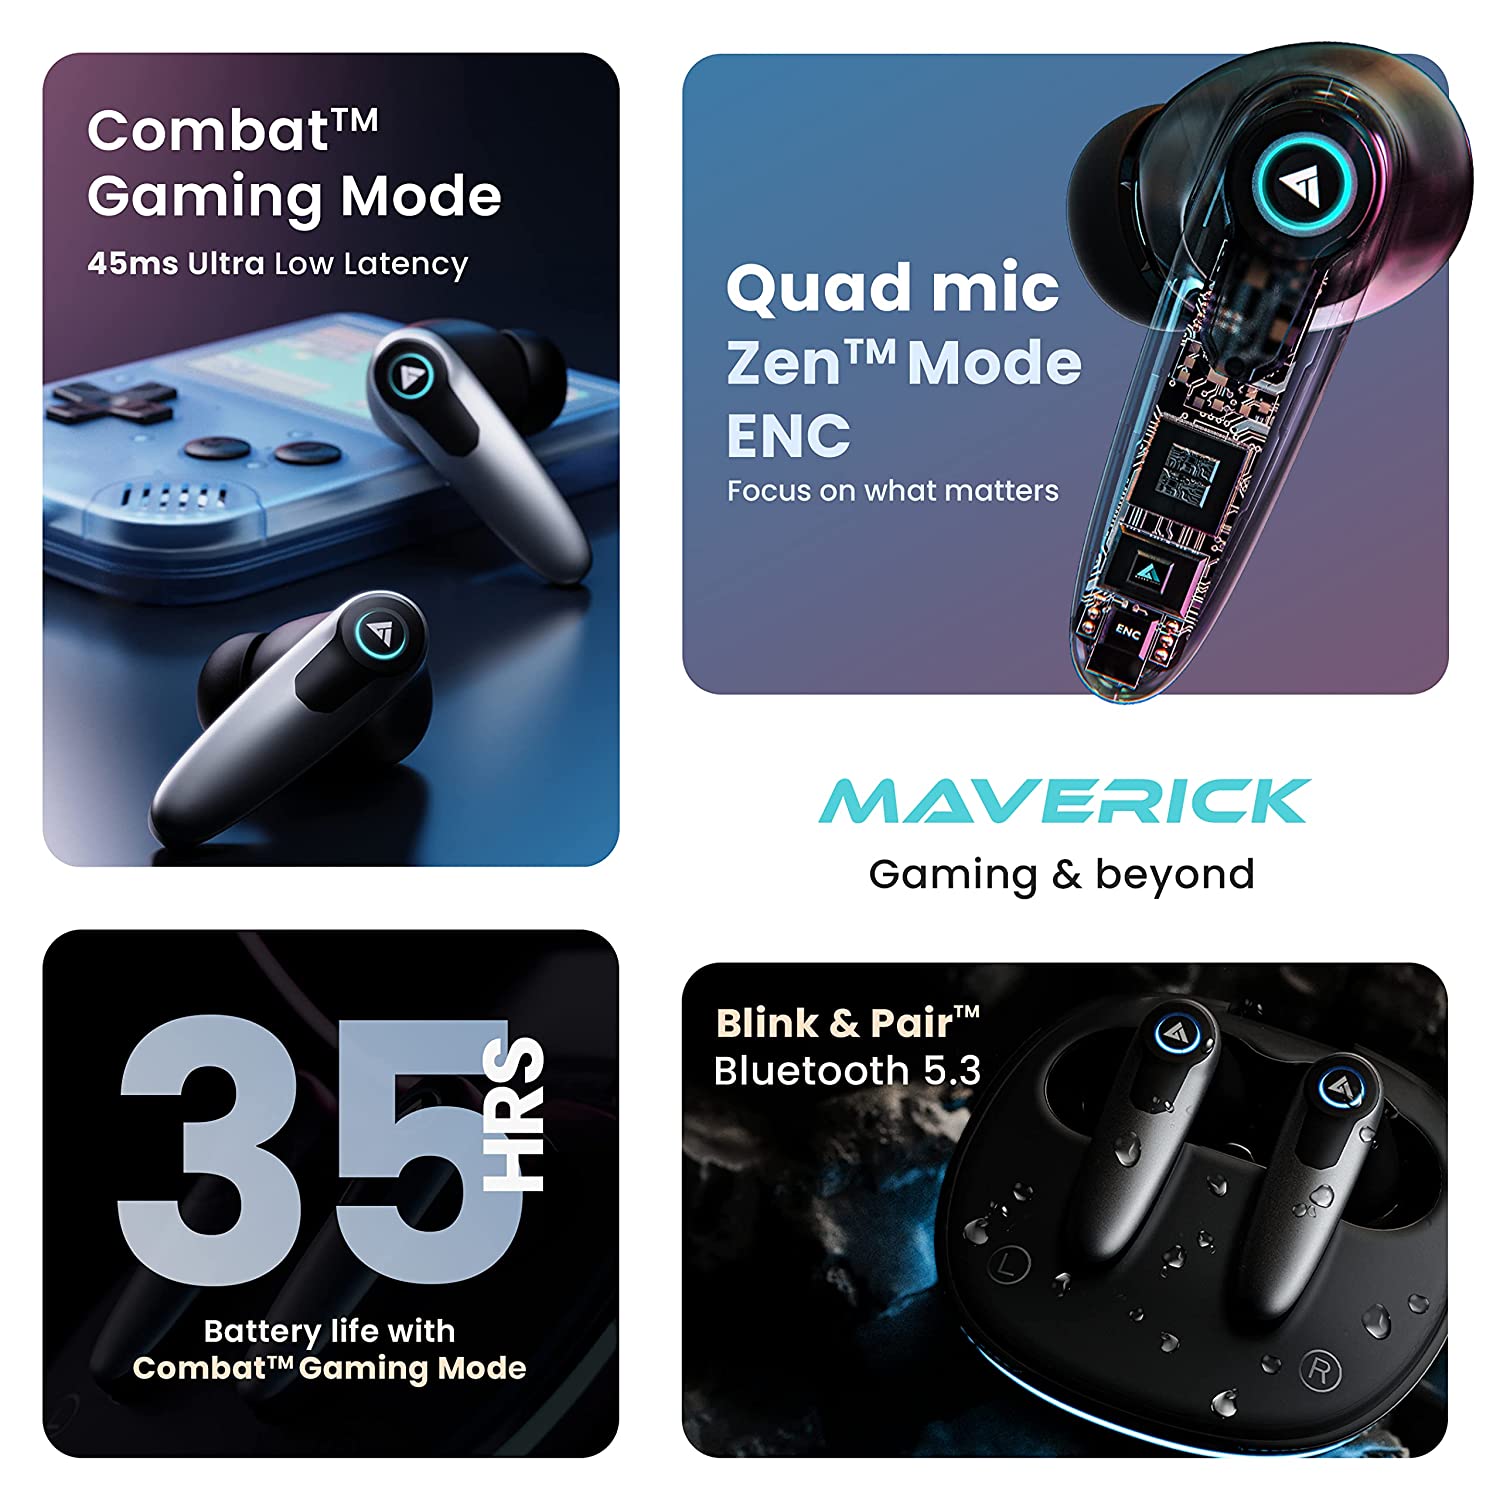 Combat™
Gaming Mode
45ms Ultra Low Latency
Quad mic
Zen™ Mode
ENC
Focus on what matters
ENC
MAVERICK
Gaming & beyond
35
HRS
Battery life with
Combat™ Gaming Mode
Blink & Pair™
Bluetooth 5.3
L
R